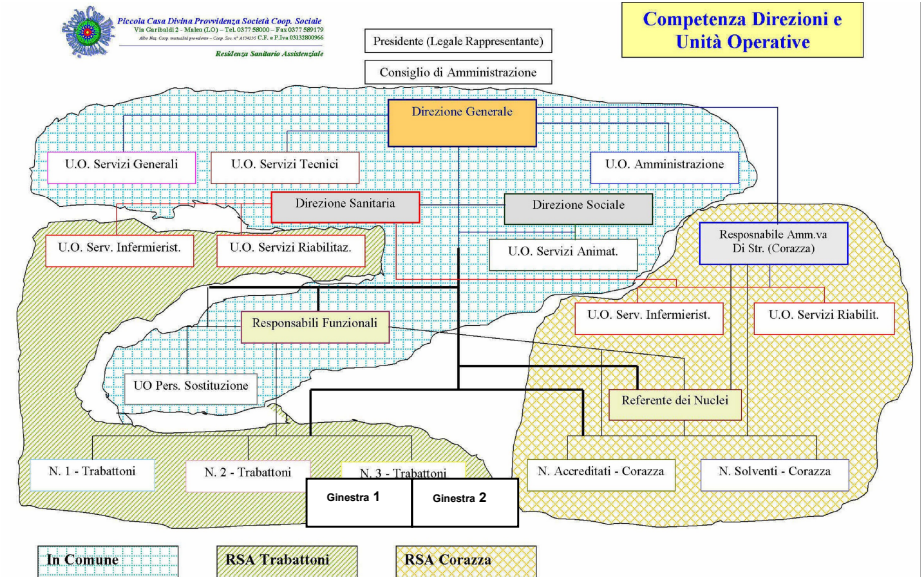 Piccola Casa Divina Provvidenza Società Coop. Sociale
Via Garibaldi 2 - Maleo (LO) – Tel. 0377 58000 – Fax 0377 589179
C.F. e P.Iva 03132800966
Residenza Sanitario Assistenziale
Competenza Direzioni e
Unità Operative
Presidente (Legale Rappresentante)
Consiglio di Amministrazione
Direzione Generale
U.O. Servizi Generali
U.O. Servizi Tecnici
U.O. Amministrazione
Direzione Sanitaria
Direzione Sociale
U.O. Serv. Infermierist.
U.O. Servizi Riabilitaz.
U.O. Servizi Animat.
Resposnabile Amm.va
Di Str. (Corazza)
U.O. Serv. Infermierist.
U.O. Servizi Riabilit.
Responsabili Funzionali
UO Pers. Sostituzione
Referente dei Nuclei
N. 1 - Trabattoni
N. 2 - Trabattoni
N. 3 - Trabattoni
N. Accreditati - Corazza
N. Solventi - Corazza
Ginestra 1
Ginestra 2
In Comune
RSA Trabattoni
RSA Corazza